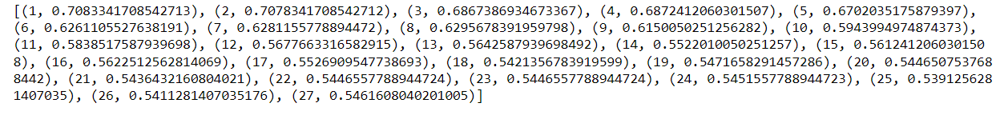 [(1, 0.7083341708542713), (2, 0.7078341708542712), (3, 0.6867386934673367), (4, 0.6872412060301507), (5, 0.6702035175879397),
(6, 0.6261105527638191), (7, 0.6281155778894472), (8, 0.6295678391959798), (9, 0.6150050251256282), (10, 0.5943994974874373),
(11, 0.5838517587939698), (12, 0.5677663316582915), (13, 0.5642587939698492), (14, 0.5522010050251257), (15, 0.561241206030150
8), (16, 0.5622512562814069), (17, 0.5526909547738693), (18, 0.5421356783919599), (19, 0.5471658291457286), (20, 0.544650753768
8442), (21, 0.5436432160804021), (22, 0.5446557788944724), (23, 0.5446557788944724), (24, 0.5451557788944723), (25, 0.539125628
1407035), (26, 0.5411281407035176), (27, 0.5461608040201005)]